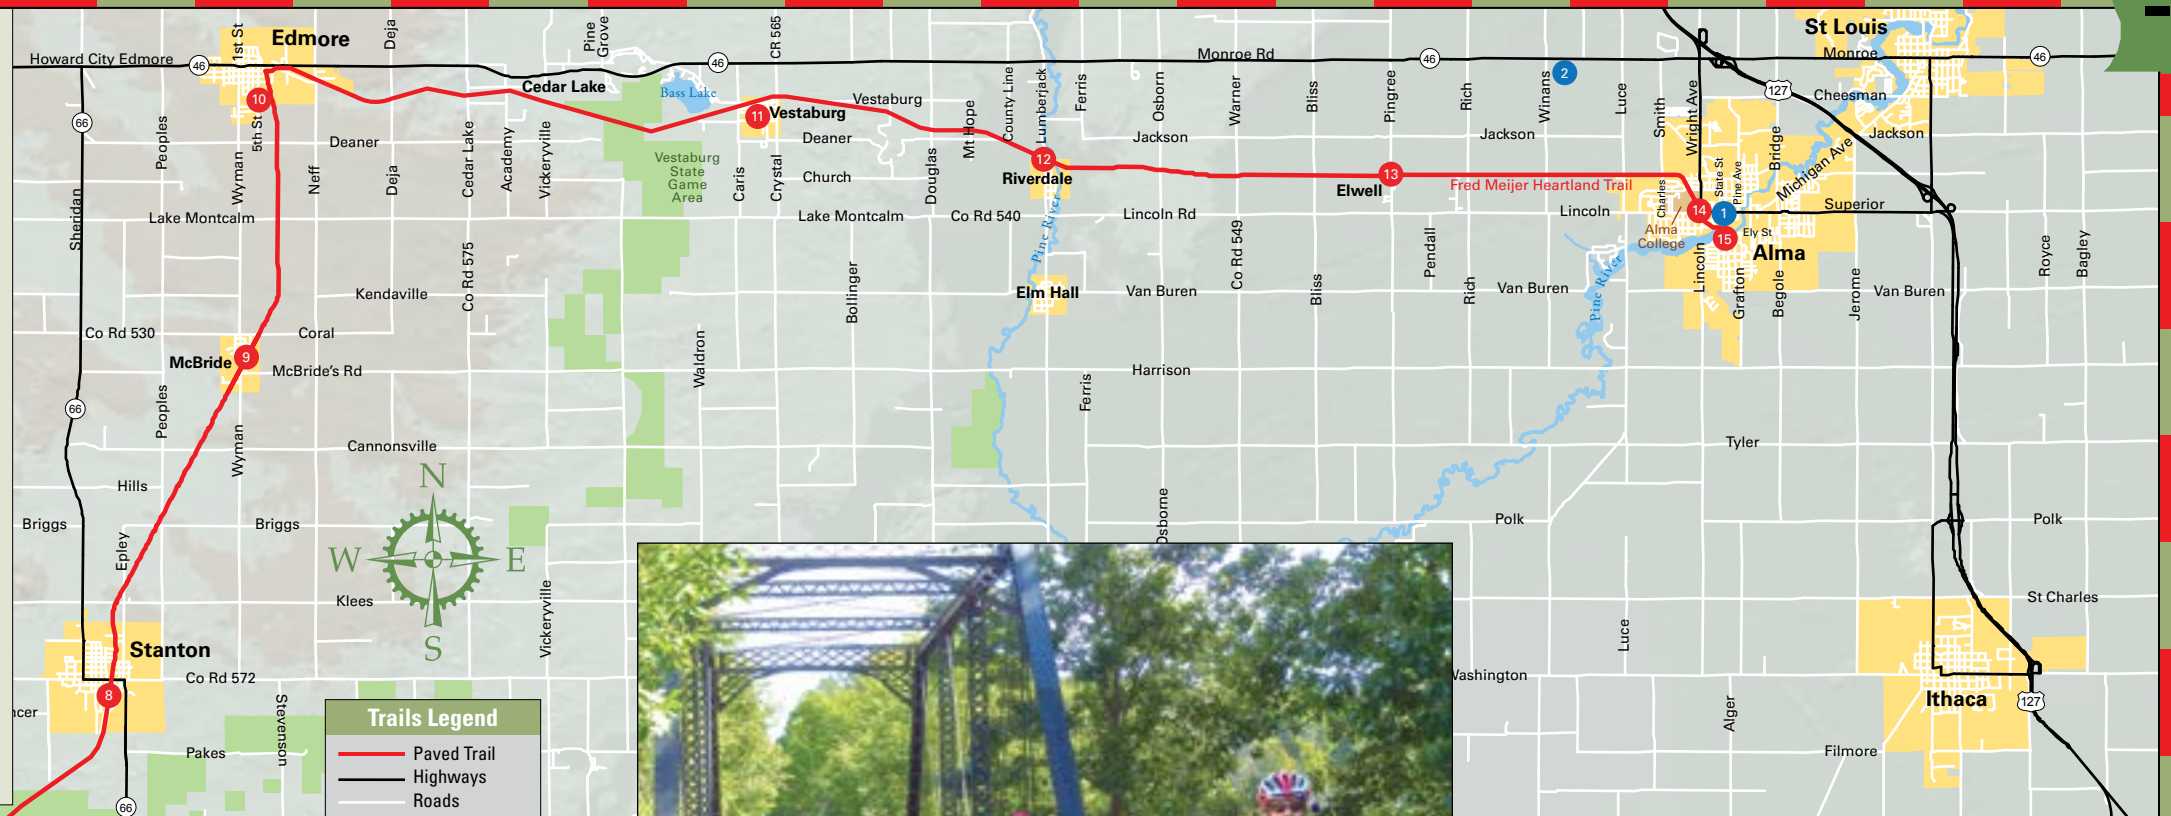 St Louis
Edmore
1st St
Deja
Pine
Grove
CR 565
Howard City Edmore
46
46
Monroe Rd
46
Monroe
46
Cedar Lake
Bass Lake
2
127
Cheesman
10
11
Vestaburg
Vestaburg
County Line
Lumberjack
Ferris
Osborn
Warner
Bliss
Pingree
Rich
Winans
Luce
Smith
Wright Ave
66
Peoples
5th St
Deaner
Cedar Lake
Academy
Vickeryville
Deaner
Mt Hope
Jackson
Jackson
Bridge
Jackson
Michigan Ave
12
Riverdale
13
Elwell
Fred Meijer Heartland Trail
Charles
State St
Pine Ave
Wyman
Neff
Deja
Vestaburg
State
Game
Area
Caris
Crystal
Church
Douglas
Sheridan
Lake Montcalm
Lake Montcalm
Co Rd 540
Lincoln Rd
Lincoln
14
1
Superior
Alma
College
15
Ely St
Alma
Pine River
Co Rd 575
Co Rd 549
Pendall
Royce
Bagley
Kendaville
Bollinger
Elm Hall
Van Buren
Bliss
Rich
Van Buren
Pine River
Lincoln
Grafton
Begole
Jerome
Van Buren
Co Rd 530
Coral
McBride
9
McBride's Rd
Waldron
Harrison
Ferris
66
Peoples
Wyman
Cannonsville
Tyler
N
Hills
Briggs
Briggs
Osborne
Polk
Polk
Epley
W
E
Klees
S
Vickeryville
St Charles
Luce
Stanton
Co Rd 572
Washington
8
Stevenson
Ithaca
127
Alger
Trails Legend
Pakes
Filmore
Paved Trail
Highways
Roads
66